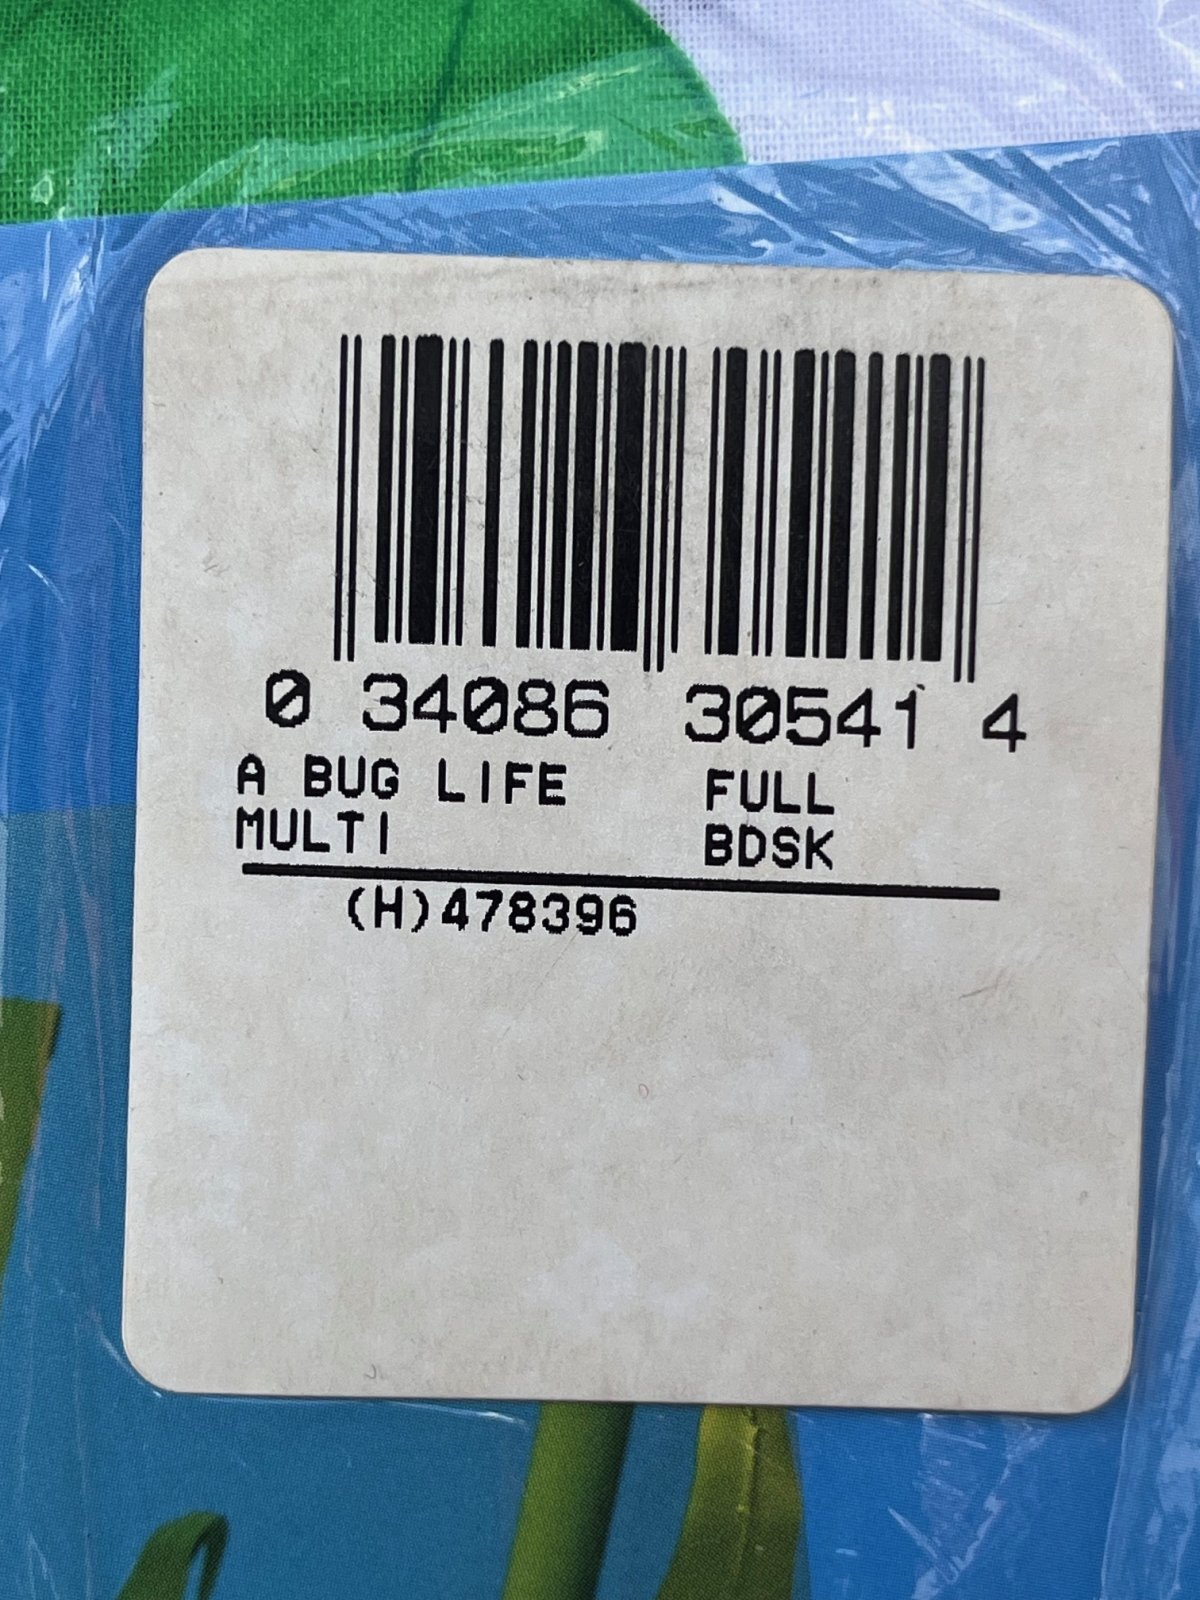 0 34086 30541 4
A BUG LIFE FULL
MULTI BDSK
(H)478396